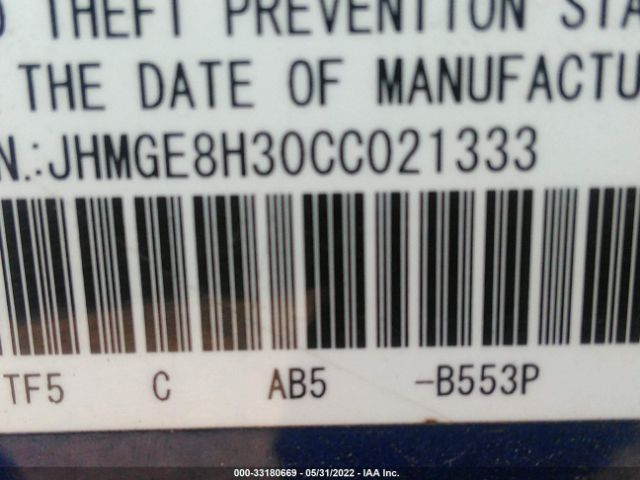 THEFT PREVENTION STA
THE DATE OF MANUFACTU
N.:JHMGE8H30CC021333
TF5 C AB5 -B553P
000-33180669 - 05/31/2022 - IAA Inc.